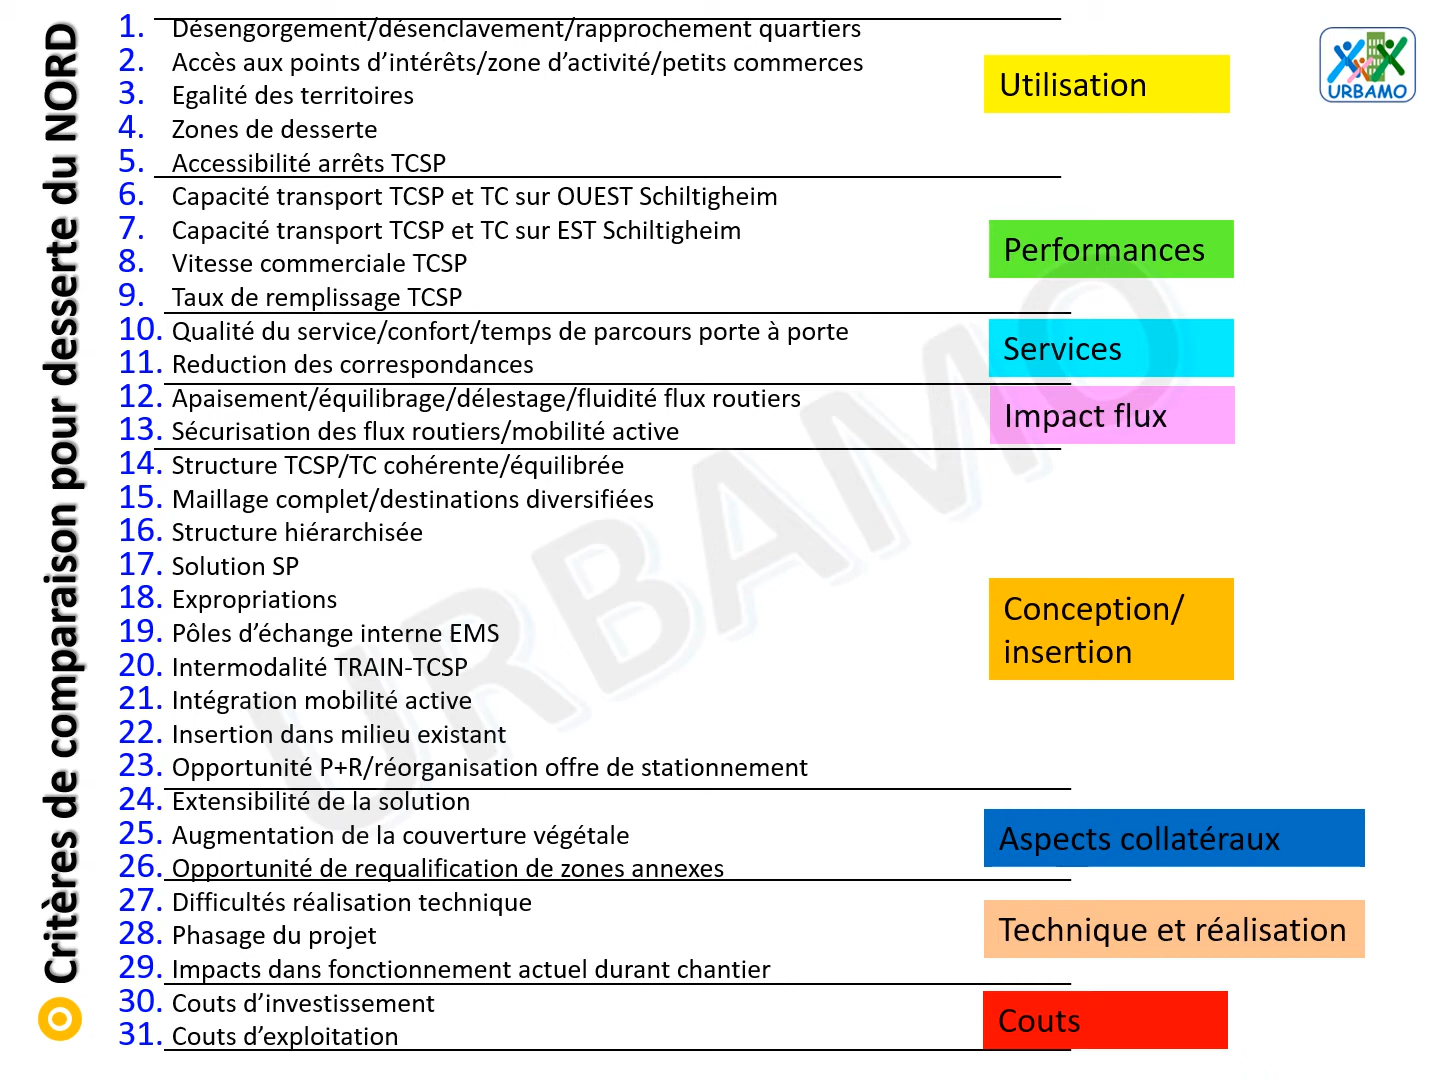 Critères de comparaison pour desserte du NORD
1. Désengorgement/désenclavement/rapprochement quartiers
2. Accès aux points d’intérêts/zone d’activité/petits commerces
3. Egalité des territoires
4. Zones de desserte
5. Accessibilité arrêts TCSP
Utilisation
6. Capacité transport TCSP et TC sur OUEST Schiltigheim
7. Capacité transport TCSP et TC sur EST Schiltigheim
8. Vitesse commerciale TCSP
9. Taux de remplissage TCSP
Performances
10. Qualité du service/confort/temps de parcours porte à porte
11. Reduction des correspondances
Services
12. Apaisement/équilibrage/délestage/fluidité flux routiers
13. Sécurisation des flux routiers/mobilité active
Impact flux
14. Structure TCSP/TC cohérente/équilibrée
15. Maillage complet/destinations diversifiées
16. Structure hiérarchisée
17. Solution SP
18. Expropriations
19. Pôles d’échange interne EMS
20. Intermodalité TRAIN-TCSP
21. Intégration mobilité active
22. Insertion dans milieu existant
23. Opportunité P+R/réorganisation offre de stationnement
Conception/
insertion
24. Extensibilité de la solution
25. Augmentation de la couverture végétale
26. Opportunité de requalification de zones annexes
Aspects collatéraux
27. Difficultés réalisation technique
28. Phasage du projet
29. Impacts dans fonctionnement actuel durant chantier
Technique et réalisation
30. Couts d’investissement
31. Couts d’exploitation
Couts
URBAMO
URBAMO